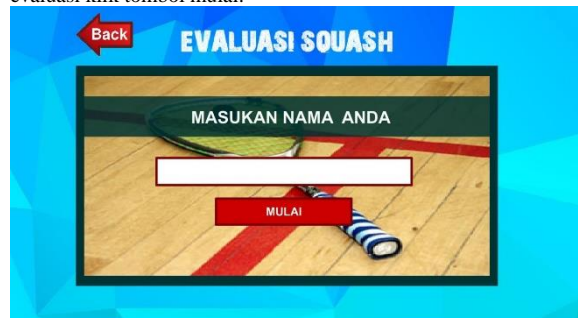 evaluasi klik tombol mulai.
Back
EVALUASI SQUASH
MASUKAN NAMA ANDA
MULAI